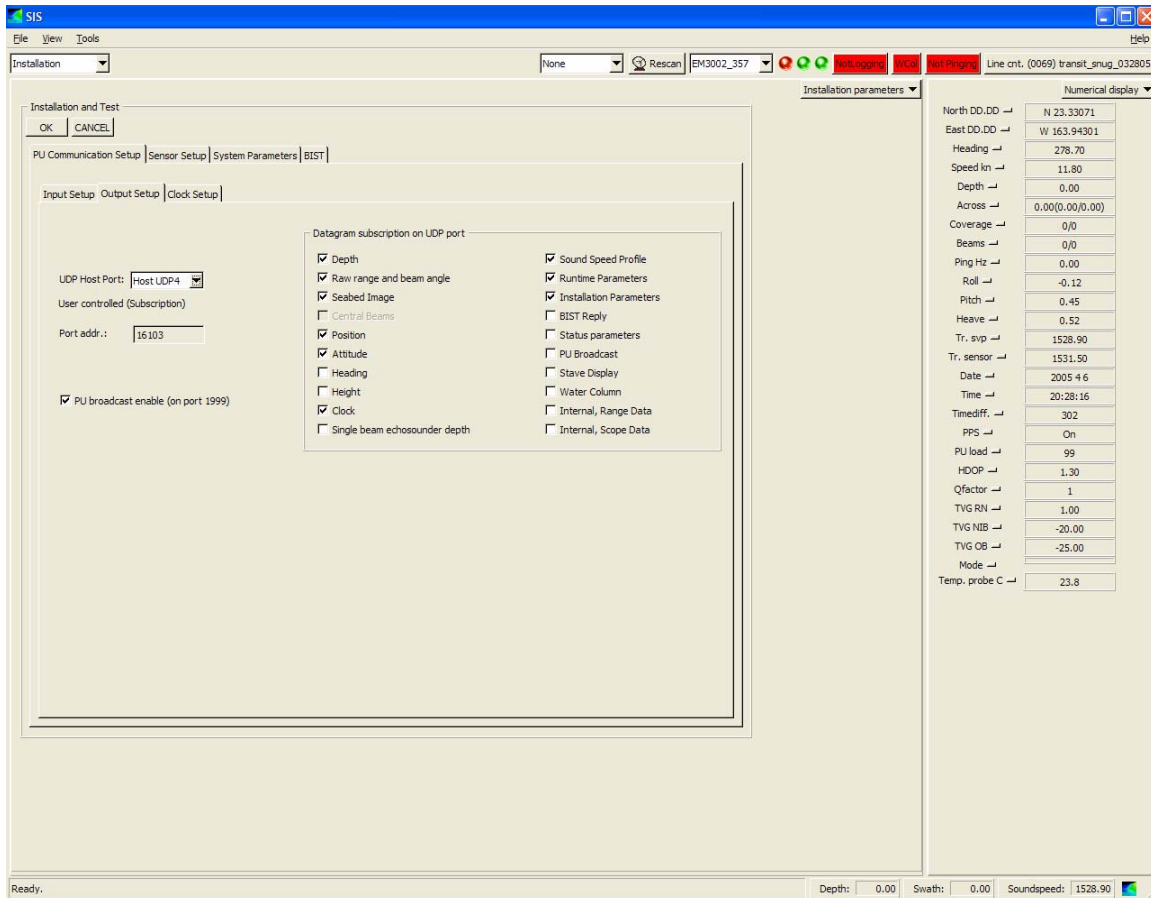 SIS
File View Tools Help
Installation None Rescan EM3002_357 NotLogging WCol Not Pinging Line cnt. (0069) transit_snug_032805
Installation parameters Numerical display
Installation and Test
OK CANCEL
PU Communication Setup Sensor Setup System Parameters BIST
Input Setup Output Setup Clock Setup
UDP Host Port: Host UDP4
User controlled (Subscription)
Port addr.: 16103
PU broadcast enable (on port 1999)
Datagram subscription on UDP port
Depth Sound Speed Profile
Raw range and beam angle Runtime Parameters
Seabed Image Installation Parameters
Central Beams BIST Reply
Position Status parameters
Attitude PU Broadcast
Heading Stave Display
Height Water Column
Clock Internal, Range Data
Single beam echosounder depth Internal, Scope Data
North DD.DD N 23.33071
East DD.DD W 163.94301
Heading 278.70
Speed kn 11.80
Depth 0.00
Across 0.00(0.00/0.00)
Coverage 0/0
Beams 0/0
Ping Hz 0.00
Roll -0.12
Pitch 0.45
Heave 0.52
Tr. svp 1528.90
Tr. sensor 1531.50
Date 2005 4 6
Time 20:28:16
Timediff. 302
PPS On
PU load 99
HDOP 1.30
Qfactor 1
TVG RN 1.00
TVG NIB -20.00
TVG OB -25.00
Mode
Temp. probe C 23.8
Ready. Depth: 0.00 Swath: 0.00 Soundspeed: 1528.90